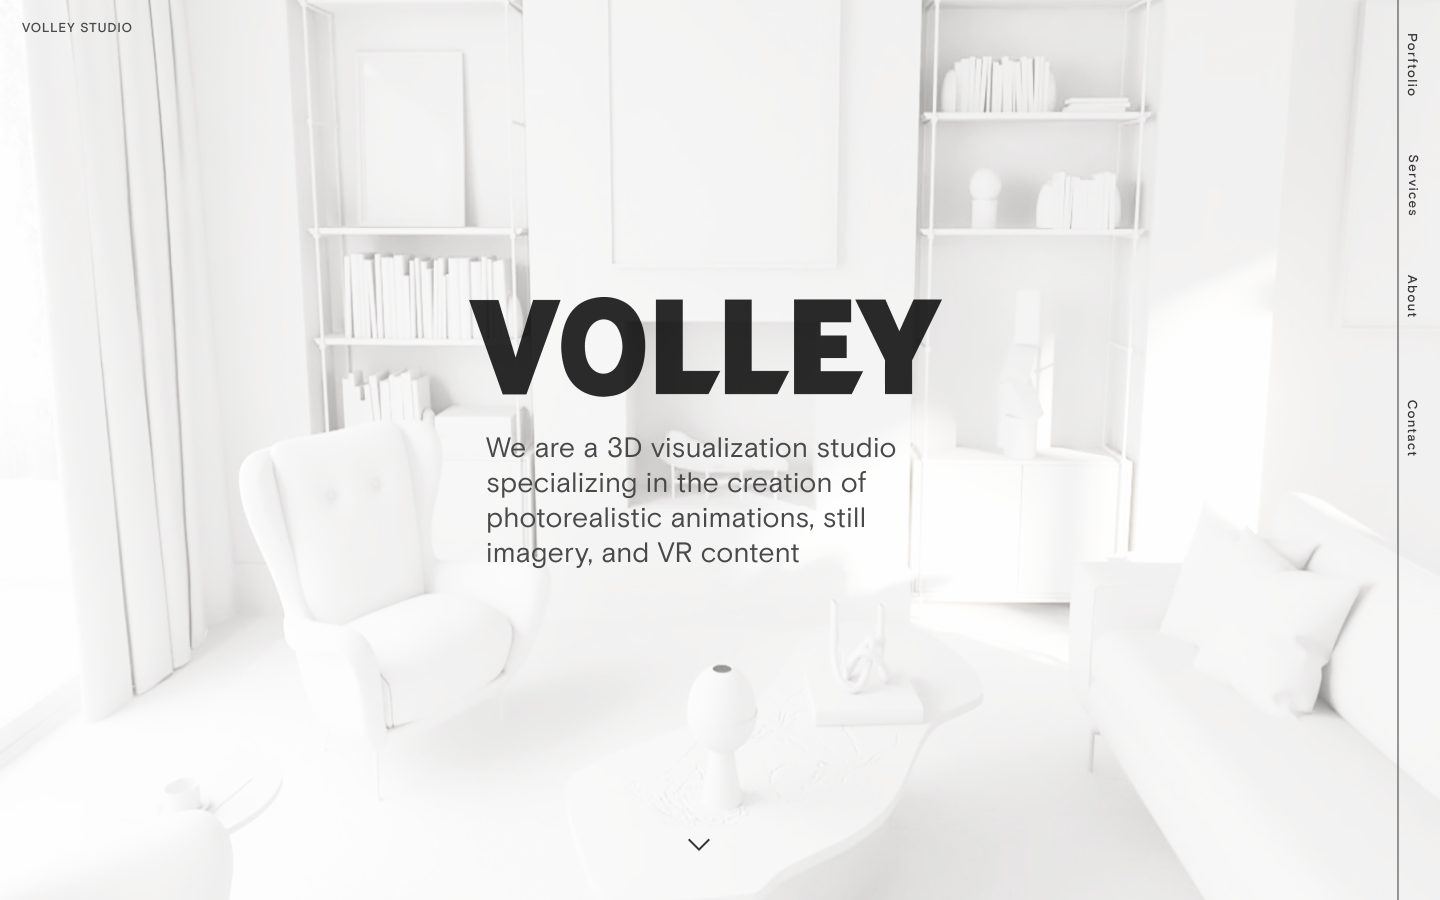 VOLLEY STUDIO
Porftolio
Services
About
Contact
VOLLEY
We are a 3D visualization studio
specializing in the creation of
photorealistic animations, still
imagery, and VR content